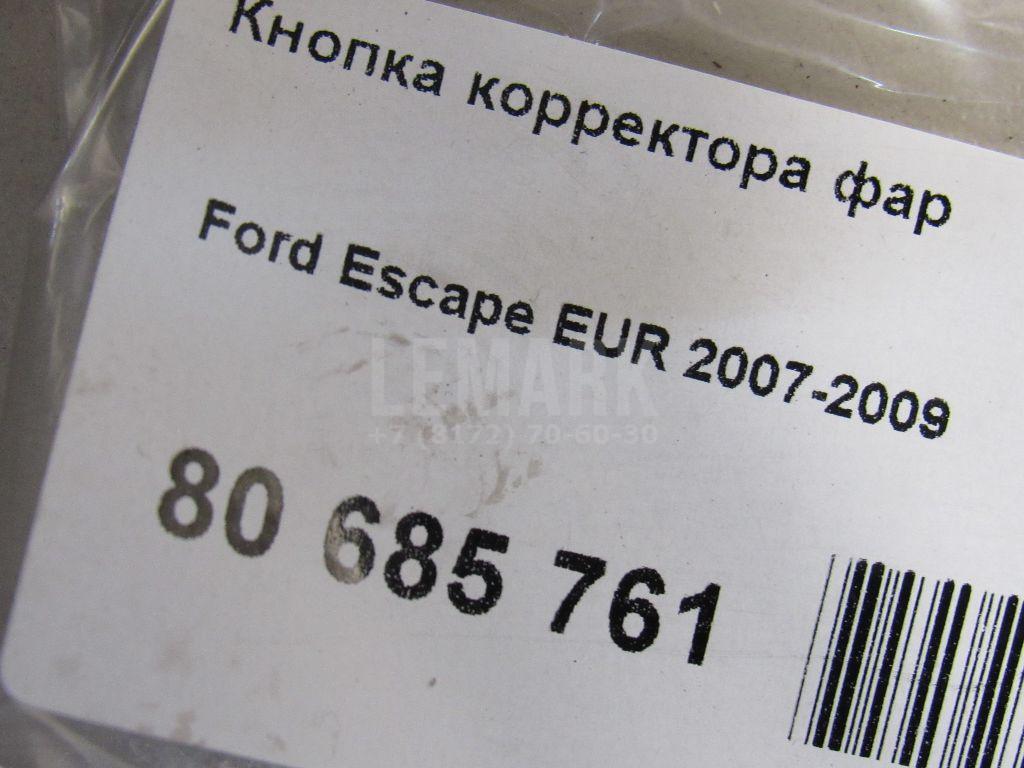 Кнопка корректора фар
Ford Escape EUR 2007-2009
LEMARK
+7 (8172) 70-60-30
80 685 761